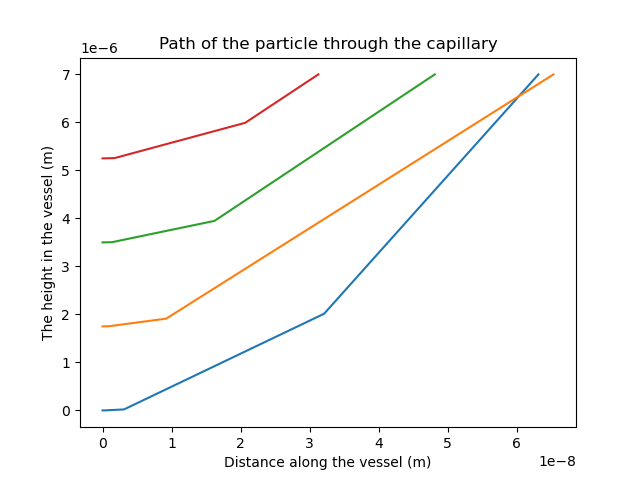 Path of the particle through the capillary
1e−6
7
6
5
4
3
2
1
0
The height in the vessel (m)
0 1 2 3 4 5 6
1e−8
Distance along the vessel (m)